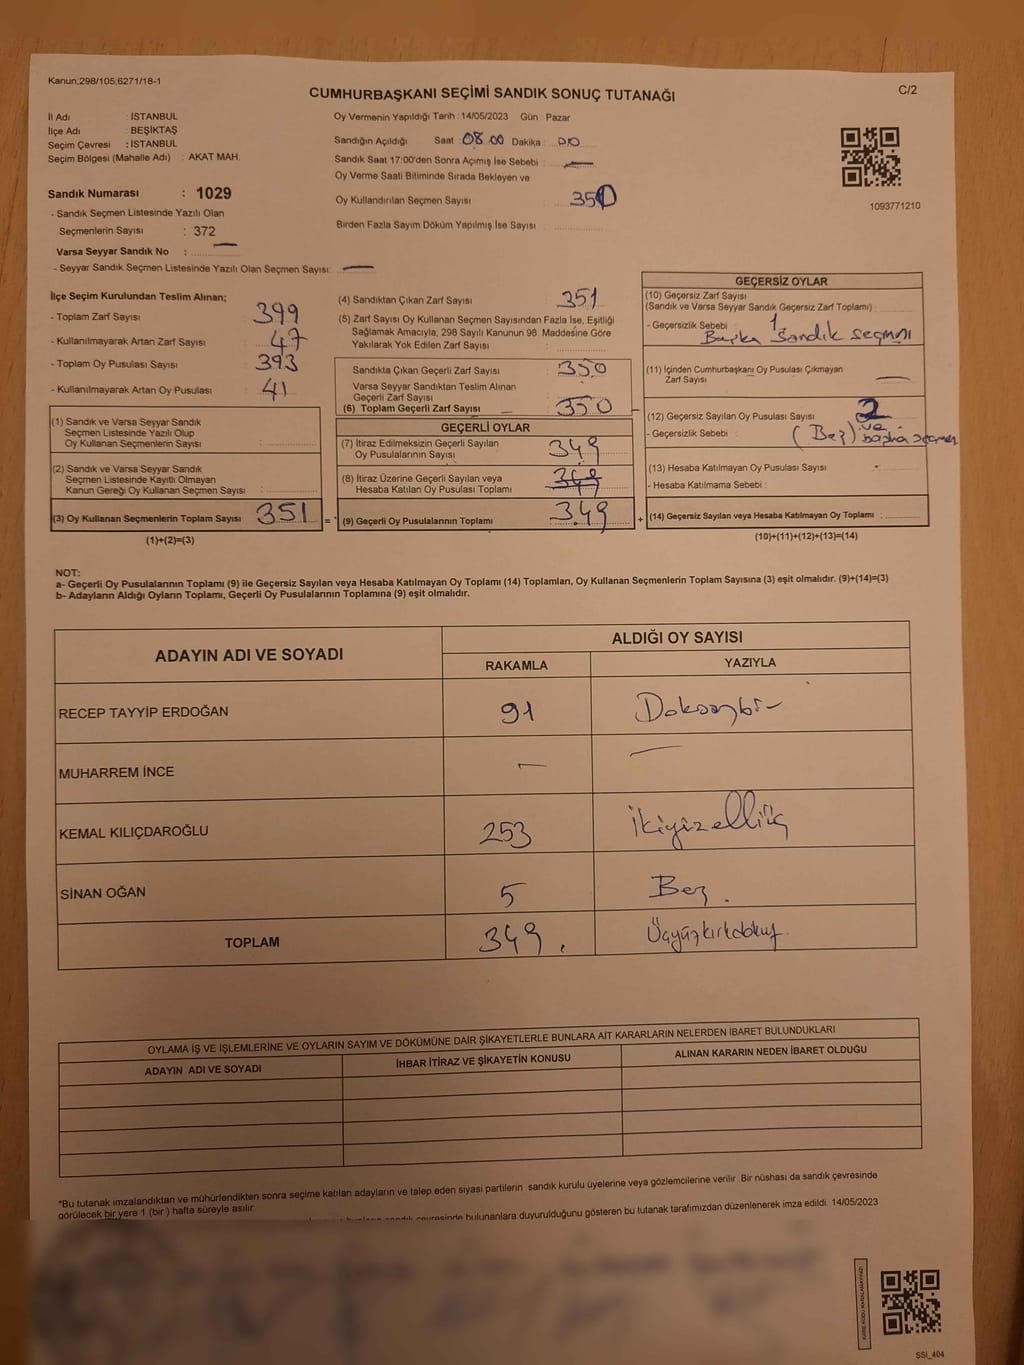 Kanun;298/105;6271/18-1
C/2
CUMHURBAŞKANI SEÇİMİ SANDIK SONUÇ TUTANAĞI
İl Adı : İSTANBUL
İlçe Adı : BEŞİKTAŞ
Seçim Çevresi : İSTANBUL
Seçim Bölgesi (Mahalle Adı) : AKAT MAH.
Sandık Numarası : 1029
- Sandık Seçmen Listesinde Yazılı Olan
Seçmenlerin Sayısı : 372
Varsa Seyyar Sandık No : —
- Seyyar Sandık Seçmen Listesinde Yazılı Olan Seçmen Sayısı: —
Oy Vermenin Yapıldığı Tarih : 14/05/2023 Gün : Pazar
Sandığın Açıldığı Saat : 08.00 Dakika :
Sandık Saat 17:00'den Sonra Açımış İse Sebebi : —
Oy Verme Saati Bitiminde Sırada Bekleyen ve
Oy Kullandırılan Seçmen Sayısı 350
Birden Fazla Sayım Döküm Yapılmış İse Sayısı :
1093771210
İlçe Seçim Kurulundan Teslim Alınan;
- Toplam Zarf Sayısı 399
- Kullanılmayarak Artan Zarf Sayısı : 47
- Toplam Oy Pusulası Sayısı : 393
- Kullanılmayarak Artan Oy Pusulası : 41
(1) Sandık ve Varsa Seyyar Sandık
Seçmen Listesinde Yazılı Olup
Oy Kullanan Seçmenlerin Sayısı :
(2) Sandık ve Varsa Seyyar Sandık
Seçmen Listesinde Kayıtlı Olmayan
Kanun Gereği Oy Kullanan Seçmen Sayısı :
(3) Oy Kullanan Seçmenlerin Toplam Sayısı 351
(1)+(2)=(3)
(4) Sandıktan Çıkan Zarf Sayısı : 351
(5) Zarf Sayısı Oy Kullanan Seçmen Sayısından Fazla İse, Eşitliği
Sağlamak Amacıyla; 298 Sayılı Kanunun 98. Maddesine Göre
Yakılarak Yok Edilen Zarf Sayısı :
Sandıkta Çıkan Geçerli Zarf Sayısı : 350
Varsa Seyyar Sandıktan Teslim Alınan
Geçerli Zarf Sayısı :
(6) Toplam Geçerli Zarf Sayısı 350
GEÇERLİ OYLAR
(7) İtiraz Edilmeksizin Geçerli Sayılan
Oy Pusulalarının Sayısı : 349
(8) İtiraz Üzerine Geçerli Sayılan veya
Hesaba Katılan Oy Pusulası Toplamı : 349
= (9) Geçerli Oy Pusulalarının Toplamı : 349
GEÇERSİZ OYLAR
(10) Geçersiz Zarf Sayısı
(Sandık ve Varsa Seyyar Sandık Geçersiz Zarf Toplamı) :
- Geçersizlik Sebebi : 1
Başka Sandık seçmeni
(11) İçinden Cumhurbaşkanı Oy Pusulası Çıkmayan
Zarf Sayısı —
(12) Geçersiz Sayılan Oy Pusulası Sayısı : 2
- Geçersizlik Sebebi : (Boş) ve başka seçmen
(13) Hesaba Katılmayan Oy Pusulası Sayısı :
- Hesaba Katılmama Sebebi :
+ (14) Geçersiz Sayılan veya Hesaba Katılmayan Oy Toplamı :
(10)+(11)+(12)+(13)=(14)
NOT:
a- Geçerli Oy Pusulalarının Toplamı (9) ile Geçersiz Sayılan veya Hesaba Katılmayan Oy Toplamı (14) Toplamları, Oy Kullanan Seçmenlerin Toplam Sayısına (3) eşit olmalıdır. (9)+(14)=(3)
b- Adayların Aldığı Oyların Toplamı, Geçerli Oy Pusulalarının Toplamına (9) eşit olmalıdır.
ADAYIN ADI VE SOYADI
ALDIĞI OY SAYISI
RAKAMLA YAZIYLA
RECEP TAYYİP ERDOĞAN 91 Doksanbir
MUHARREM İNCE — —
KEMAL KILIÇDAROĞLU 253 İkiyüzelliüç
SİNAN OĞAN 5 Beş.
TOPLAM 349. Üçyüzkırkdokuz.
OYLAMA İŞ VE İŞLEMLERİNE VE OYLARIN SAYIM VE DÖKÜMÜNE DAİR ŞİKAYETLERLE BUNLARA AİT KARARLARIN NELERDEN İBARET BULUNDUKLARI
ADAYIN ADI VE SOYADI İHBAR İTİRAZ VE ŞİKAYETİN KONUSU ALINAN KARARIN NEDEN İBARET OLDUĞU
*Bu tutanak imzalandıktan ve mühürlendikten sonra seçime katılan adayların ve talep eden siyasi partilerin sandık kurulu üyelerine veya gözlemcilerine verilir. Bir nüshası da sandık çevresinde
görülecek bir yere 1 (bir) hafta süreyle asılır.
sandık çevresinde bulunanlara duyurulduğunu gösteren bu tutanak tarafımızdan düzenlenerek imza edildi. 14/05/2023
SSI_404